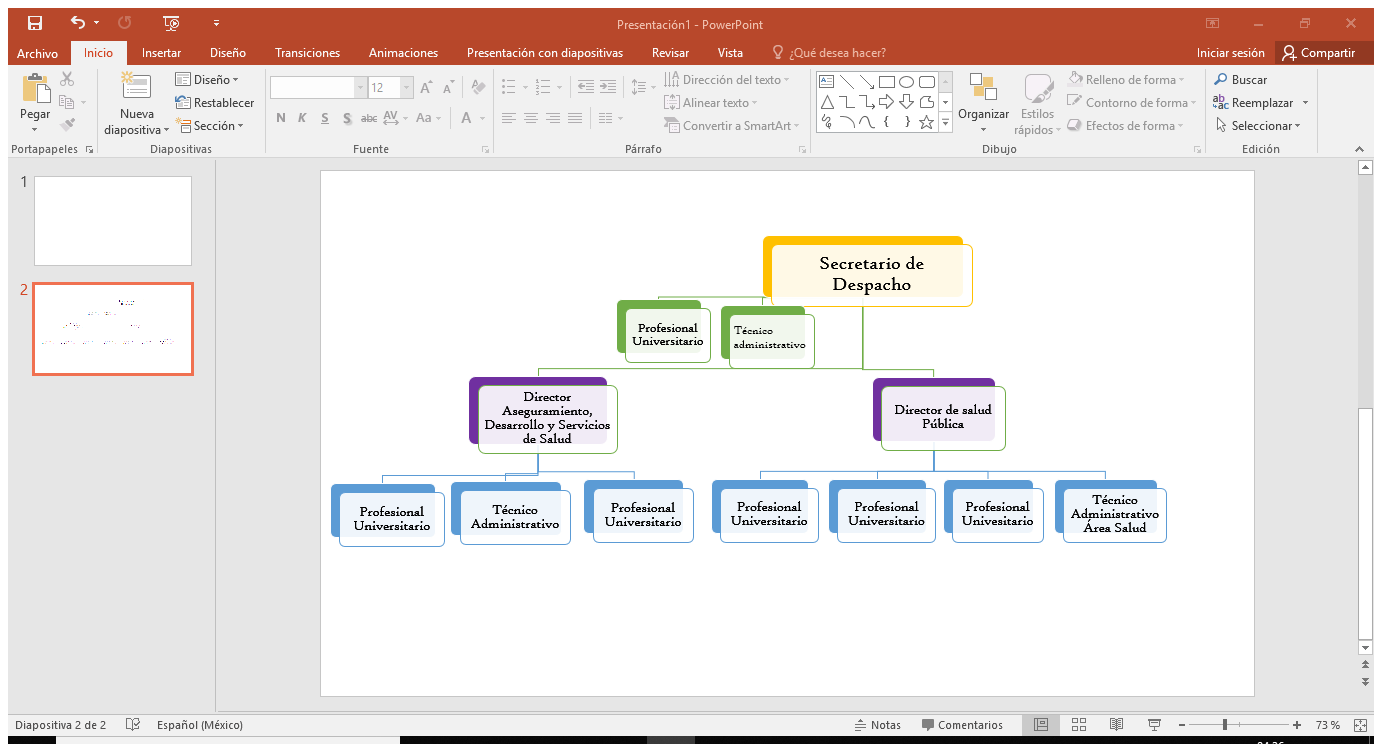 Presentación1 - PowerPoint
Archivo Inicio Insertar Diseño Transiciones Animaciones Presentación con diapositivas Revisar Vista ¿Qué desea hacer? Iniciar sesión Compartir
Pegar
Portapapeles
Nueva diapositiva
Diseño
Restablecer
Sección
Diapositivas
12
N K S S abc AV Aa A
Fuente
Dirección del texto
Alinear texto
Convertir a SmartArt
Párrafo
Organizar
Estilos rápidos
Relleno de forma
Contorno de forma
Efectos de forma
Dibujo
Buscar
Reemplazar
Seleccionar
Edición
1
2
Secretario de
Despacho
Profesional
Universitario
Técnico
administrativo
Director
Aseguramiento,
Desarrollo y Servicios
de Salud
Director de salud
Pública
Profesional
Universitario
Técnico
Administrativo
Profesional
Universitario
Profesional
Universitario
Profesional
Universitario
Profesional
Univesitario
Técnico
Administrativo
Área Salud
Diapositiva 2 de 2 Español (México) Notas Comentarios 73 %